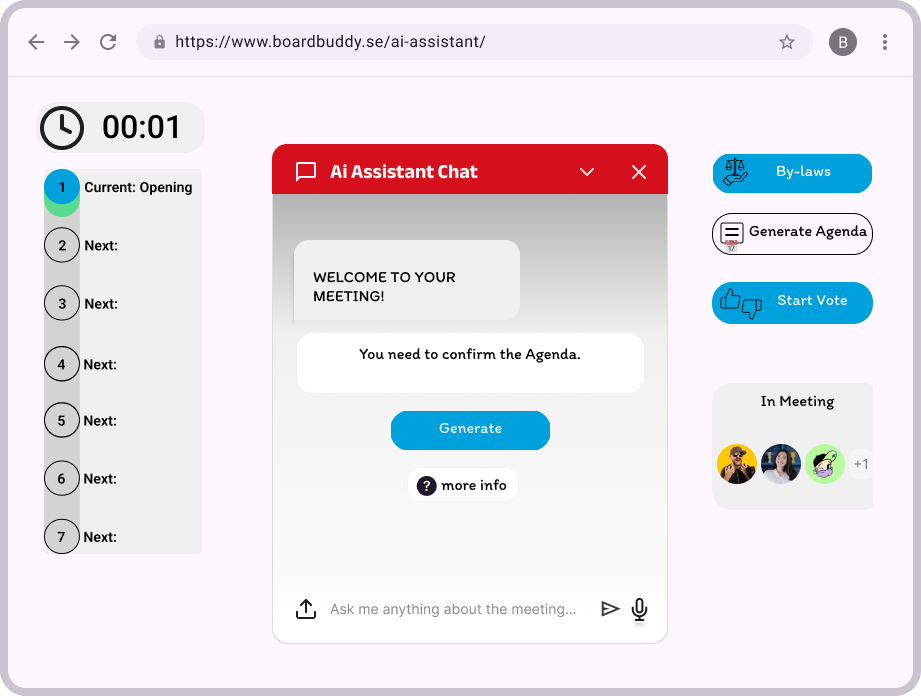 https://www.boardbuddy.se/ai-assistant/
B
00:01
1
Current: Opening
2
Next:
3
Next:
4
Next:
5
Next:
6
Next:
7
Next:
Ai Assistant Chat
WELCOME TO YOUR
MEETING!
You need to confirm the Agenda.
Generate
? more info
Ask me anything about the meeting...
By-laws
17
Generate Agenda
Start Vote
In Meeting
+1